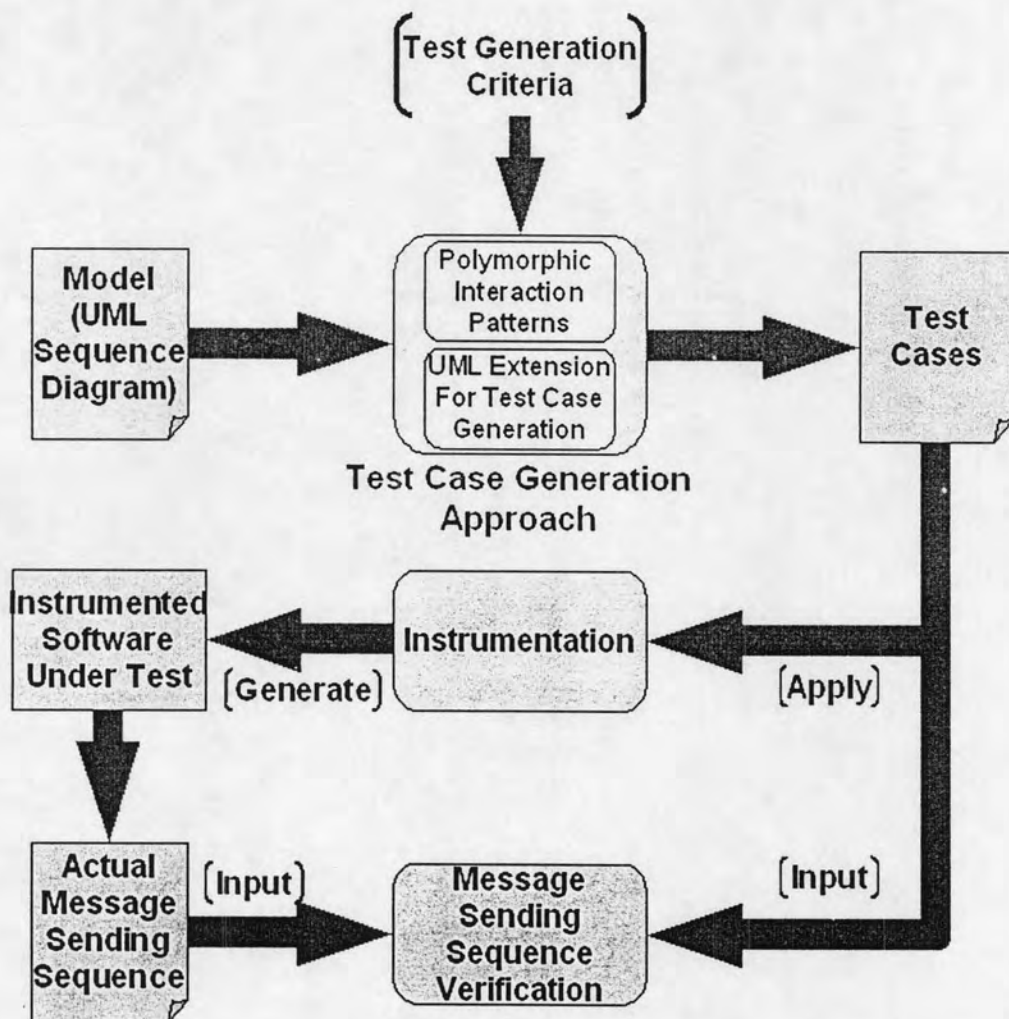 Test Generation
Criteria
Model
(UML
Sequence
Diagram)
Polymorphic
Interaction
Patterns
UML Extension
For Test Case
Generation
Test Case Generation
Approach
Test
Cases
Instrumented
Software
Under Test
[Generate]
Instrumentation
[Apply]
Actual
Message
Sending
Sequence
[Input]
Message
Sending
Sequence
Verification
[Input]